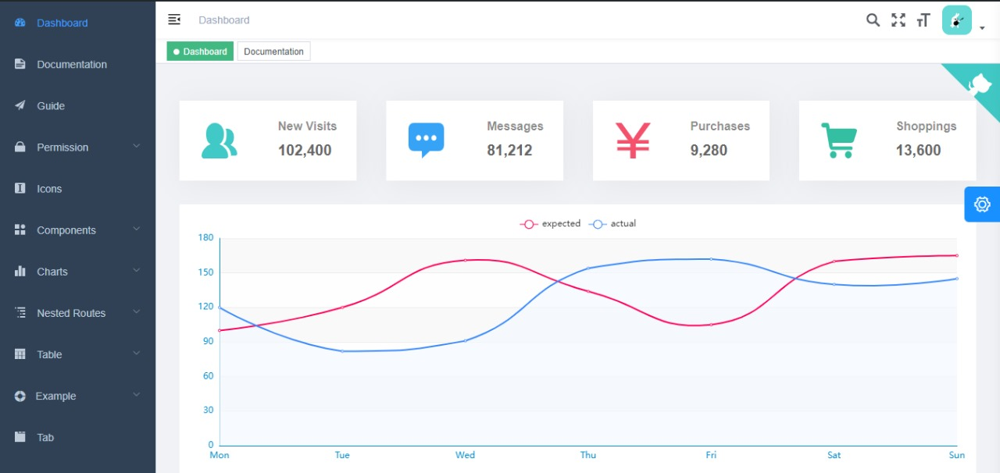 Dashboard
Documentation
Guide
Permission
Icons
Components
Charts
Nested Routes
Table
Example
Tab
Dashboard
Dashboard
Documentation
New Visits
102,400
Messages
81,212
Purchases
9,280
Shoppings
13,600
expected actual
180
150
120
90
60
30
0
Mon Tue Wed Thu Fri Sat Sun